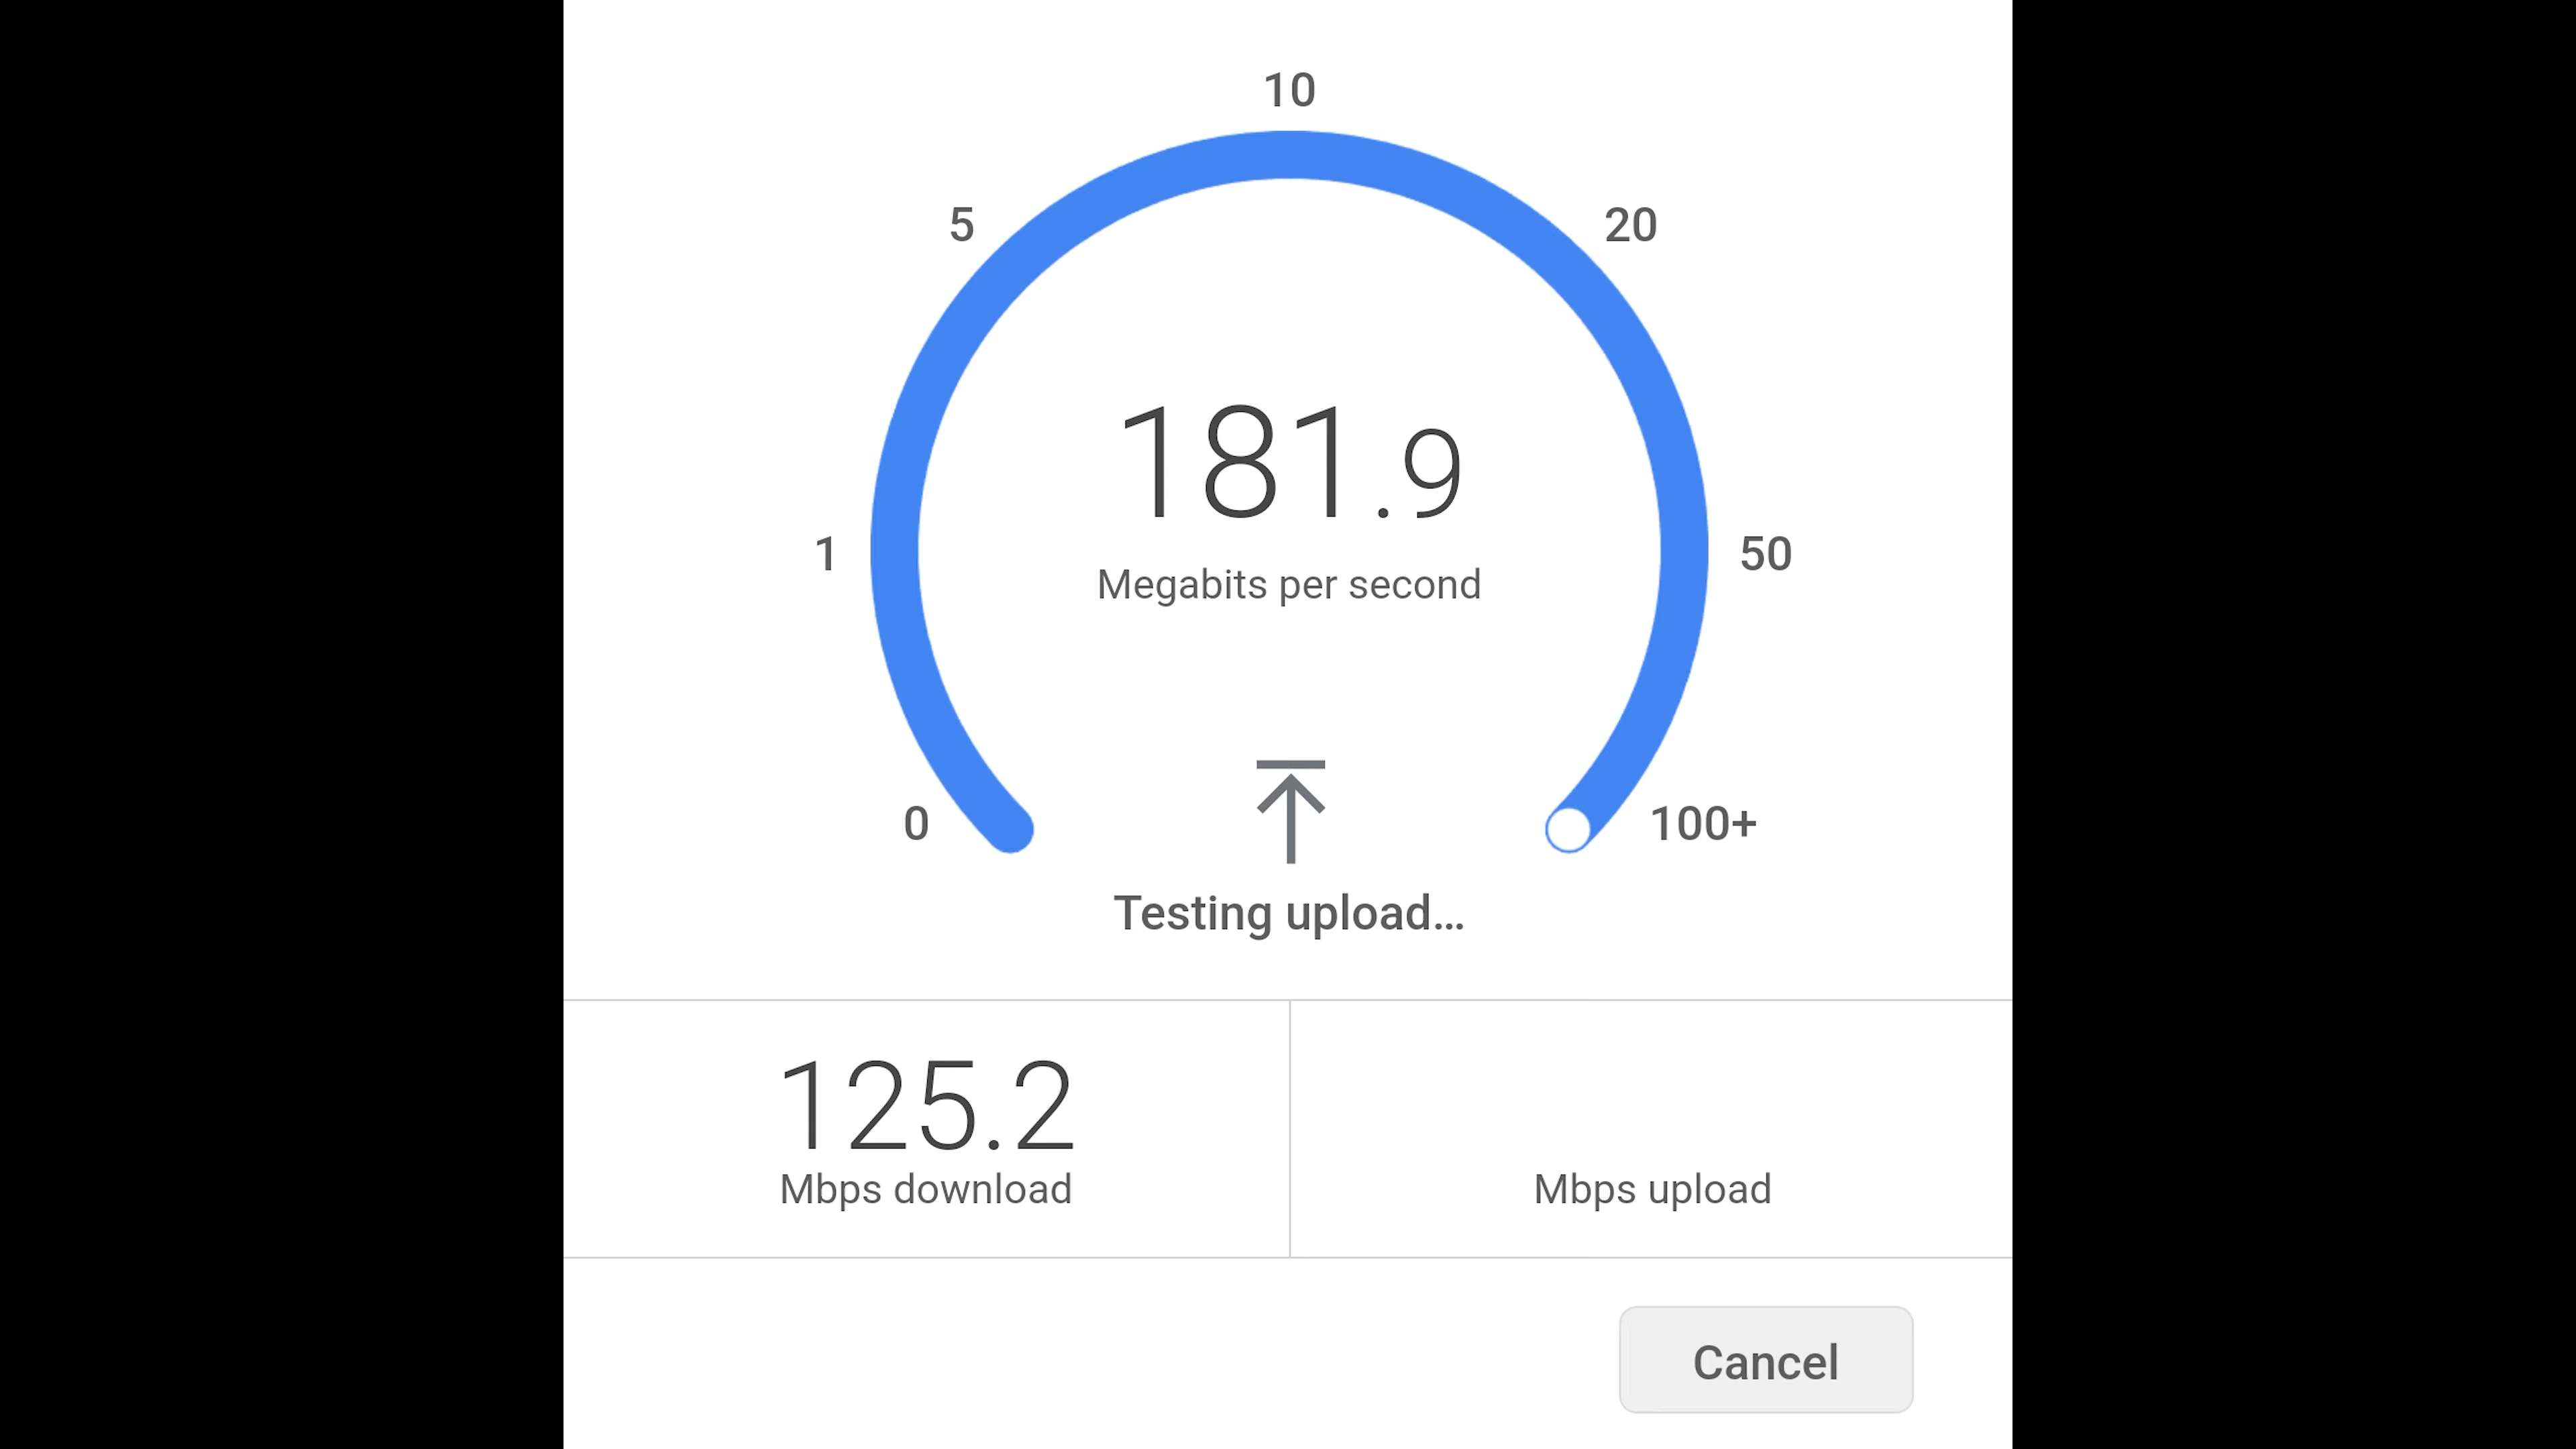 10
5
20
181.9
1
50
Megabits per second
0
100+
Testing upload...
125.2
Mbps download
Mbps upload
Cancel